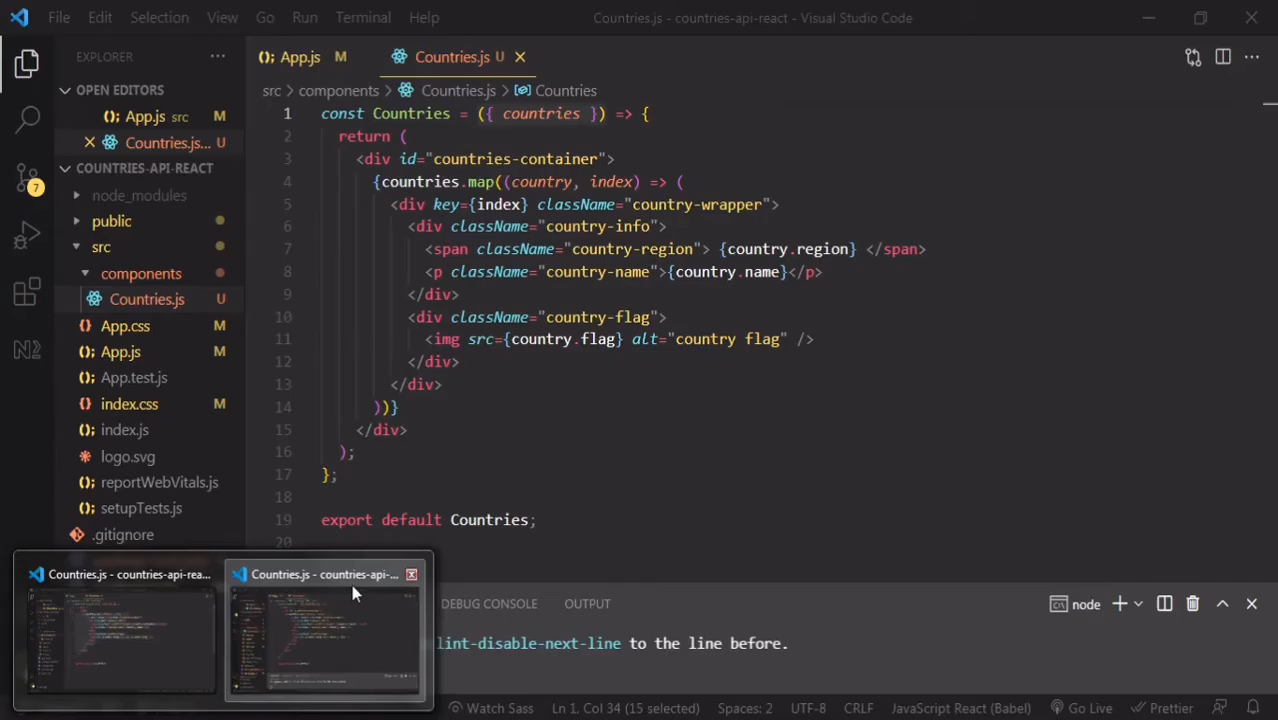 File Edit Selection View Go Run Terminal Help
Countries.js - countries-api-react - Visual Studio Code
EXPLORER
OPEN EDITORS
App.js src M
Countries.js... U
COUNTRIES-API-REACT
node_modules
public
src
components
Countries.js U
App.css M
App.js M
App.test.js
index.css M
index.js
logo.svg
reportWebVitals.js
setupTests.js
.gitignore
7
App.js M
Countries.js U
src > components > Countries.js > Countries
1 const Countries = ({ countries }) => {
2 return (
3 <div id="countries-container">
4 {countries.map((country, index) => (
5 <div key={index} className="country-wrapper">
6 <div className="country-info">
7 <span className="country-region"> {country.region} </span>
8 <p className="country-name">{country.name}</p>
9 </div>
10 <div className="country-flag">
11 <img src={country.flag} alt="country flag" />
12 </div>
13 </div>
14 ))}
15 </div>
16 );
17 };
18
19 export default Countries;
20
Countries.js - countries-api-rea...
Countries.js - countries-api-...
DEBUG CONSOLE OUTPUT
node
lint-disable-next-line to the line before.
Watch Sass Ln 1, Col 34 (15 selected) Spaces: 2 UTF-8 CRLF JavaScript React (Babel) Go Live Prettier